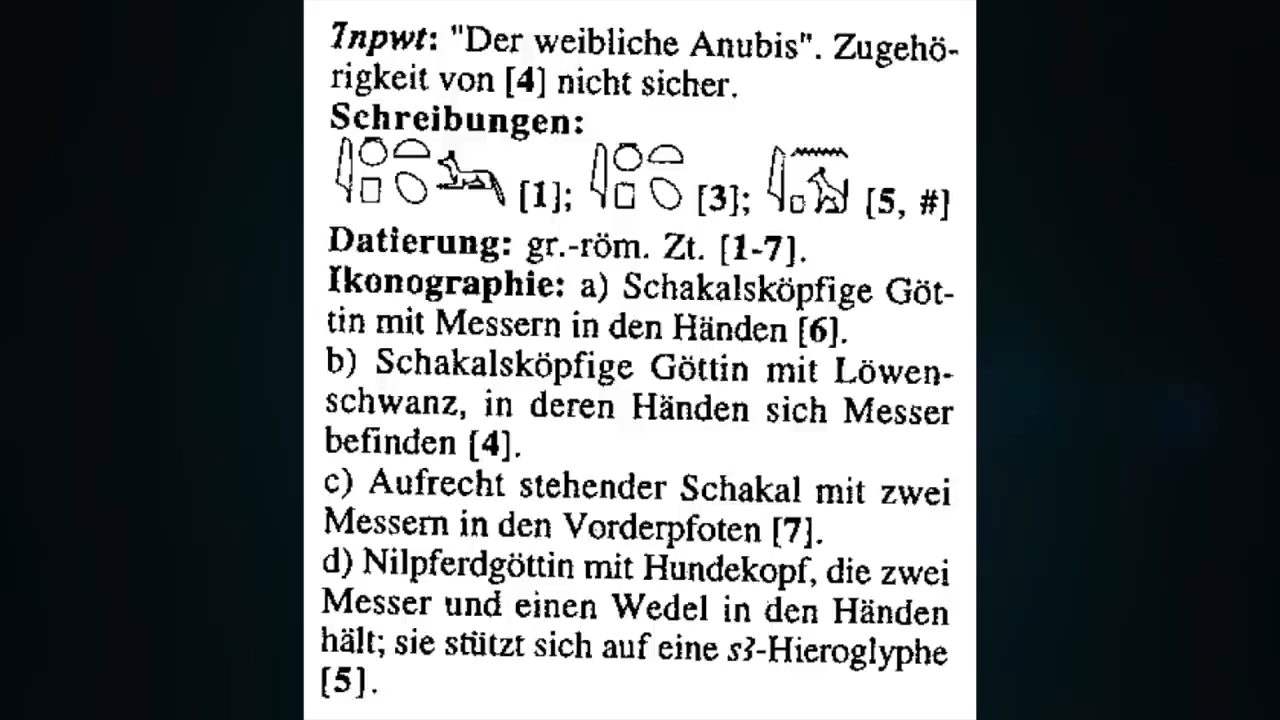 Ꞽnpwt: "Der weibliche Anubis". Zugehö-
rigkeit von [4] nicht sicher.
Schreibungen:
[1]; [3]; [5, #]
Datierung: gr.-röm. Zt. [1-7].
Ikonographie: a) Schakalsköpfige Göt-
tin mit Messern in den Händen [6].
b) Schakalsköpfige Göttin mit Löwen-
schwanz, in deren Händen sich Messer
befinden [4].
c) Aufrecht stehender Schakal mit zwei
Messern in den Vorderpfoten [7].
d) Nilpferdgöttin mit Hundekopf, die zwei
Messer und einen Wedel in den Händen
hält; sie stützt sich auf eine sꜣ-Hieroglyphe
[5].